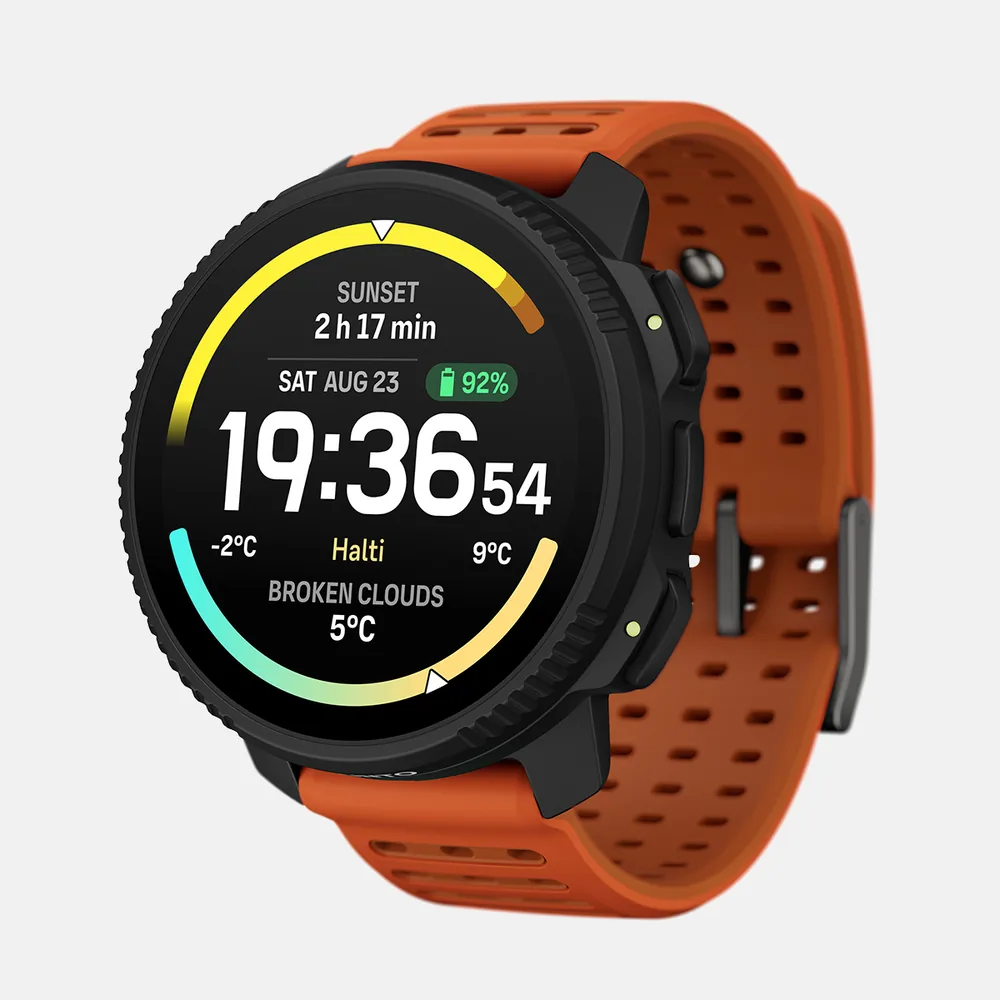 SUNSET
2 h 17 min
SAT AUG 23 92%
19:36 54
-2°C Halti 9°C
BROKEN CLOUDS
5°C